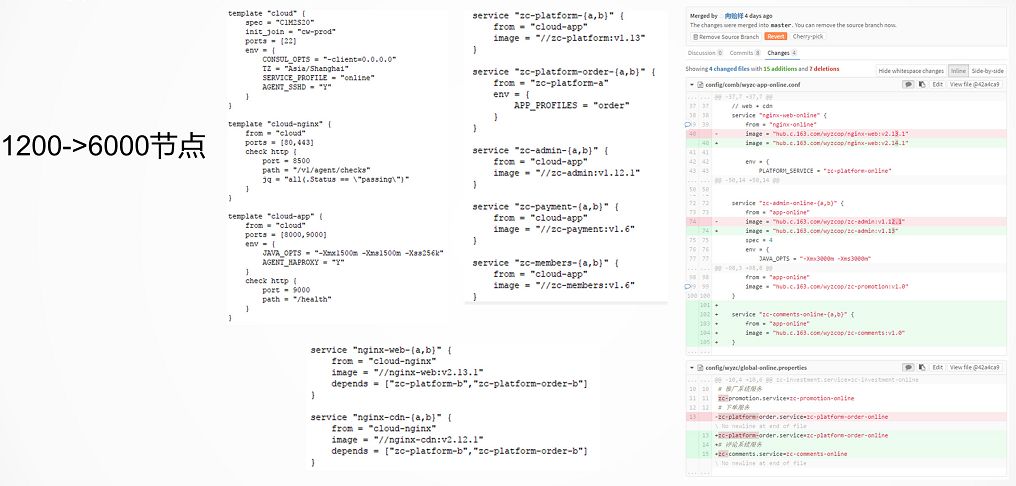 1200->6000节点
template "cloud" {
spec = "C1M2S20"
init_join = "cw-prod"
ports = [22]
env = {
CONSUL_OPTS = "-client=0.0.0.0"
TZ = "Asia/Shanghai"
SERVICE_PROFILE = "online"
AGENT_SSHD = "Y"
}
}
template "cloud-nginx" {
from = "cloud"
ports = [80,443]
check http {
port = 8500
path = "/v1/agent/checks"
jq = "all(.Status == \"passing\")"
}
}
template "cloud-app" {
from = "cloud"
ports = [8000,9000]
env = {
JAVA_OPTS = "-Xmx1500m -Xms1500m -Xss256k"
AGENT_HAPROXY = "Y"
}
check http {
port = 9000
path = "/health"
}
}
service "zc-platform-{a,b}" {
from = "cloud-app"
image = "//zc-platform:v1.13"
}
service "zc-platform-order-{a,b}" {
from = "zc-platform-a"
env = {
APP_PROFILES = "order"
}
}
service "zc-admin-{a,b}" {
from = "cloud-app"
image = "//zc-admin:v1.12.1"
}
service "zc-payment-{a,b}" {
from = "cloud-app"
image = "//zc-payment:v1.6"
}
service "zc-members-{a,b}" {
from = "cloud-app"
image = "//zc-members:v1.6"
}
service "nginx-web-{a,b}" {
from = "cloud-nginx"
image = "//nginx-web:v2.13.1"
depends = ["zc-platform-b","zc-platform-order-b"]
}
service "nginx-cdn-{a,b}" {
from = "cloud-nginx"
image = "//nginx-cdn:v2.12.1"
depends = ["zc-platform-b","zc-platform-order-b"]
}
Merged by 4 days ago
The changes were merged into master. You can remove the source branch now.
Remove Source Branch Revert Cherry-pick
Discussion 0 Commits 8 Changes 4
Showing 4 changed files with 15 additions and 7 deletions
Hide whitespace changes Inline Side-by-side
config/comb/wyzc-app-online.conf Edit View file @42a4ca9
... ... @@ -37,7 +37,7 @@
37 37 // web + cdn
38 38 service "nginx-web-online" {
39 39 from = "nginx-online"
40 - image = "hub.c.163.com/wyzcop/nginx-web:v2.13.1"
40 + image = "hub.c.163.com/wyzcop/nginx-web:v2.14.1"
41 41
42 42 env = {
43 43 PLATFORM_SERVICE = "zc-platform-online"
... ... @@ -50,14 +50,14 @@
72 72 service "zc-admin-online-{a,b}" {
73 73 from = "app-online"
74 - image = "hub.c.163.com/wyzcop/zc-admin:v1.12.1"
74 + image = "hub.c.163.com/wyzcop/zc-admin:v1.13"
75 75 spec = 4
76 76 env = {
77 77 JAVA_OPTS = "-Xmx3000m -Xms3000m"
... ... @@ -98,3 +98,8 @@
98 98 from = "app-online"
99 99 image = "hub.c.163.com/wyzcop/zc-promotion:v1.0"
100 100 }
101 +
102 + service "zc-comments-online-{a,b}" {
103 + from = "app-online"
104 + image = "hub.c.163.com/wyzcop/zc-comments:v1.0"
105 + }
... ...
config/wyzc/global-online.properties Edit View file @42a4ca9
... ... @@ -10,4 +10,6 @@ zc-investment.service=zc-investment-online
10 10 # 推广系统服务
11 11 zc-promotion.service=zc-promotion-online
12 12 # 下单服务
13 -zc-platform-order.service=zc-platform-order-online
\ No newline at end of file
13 +zc-platform-order.service=zc-platform-order-online
14 +# 评论系统服务
15 +zc-comments.service=zc-comments-online
\ No newline at end of file